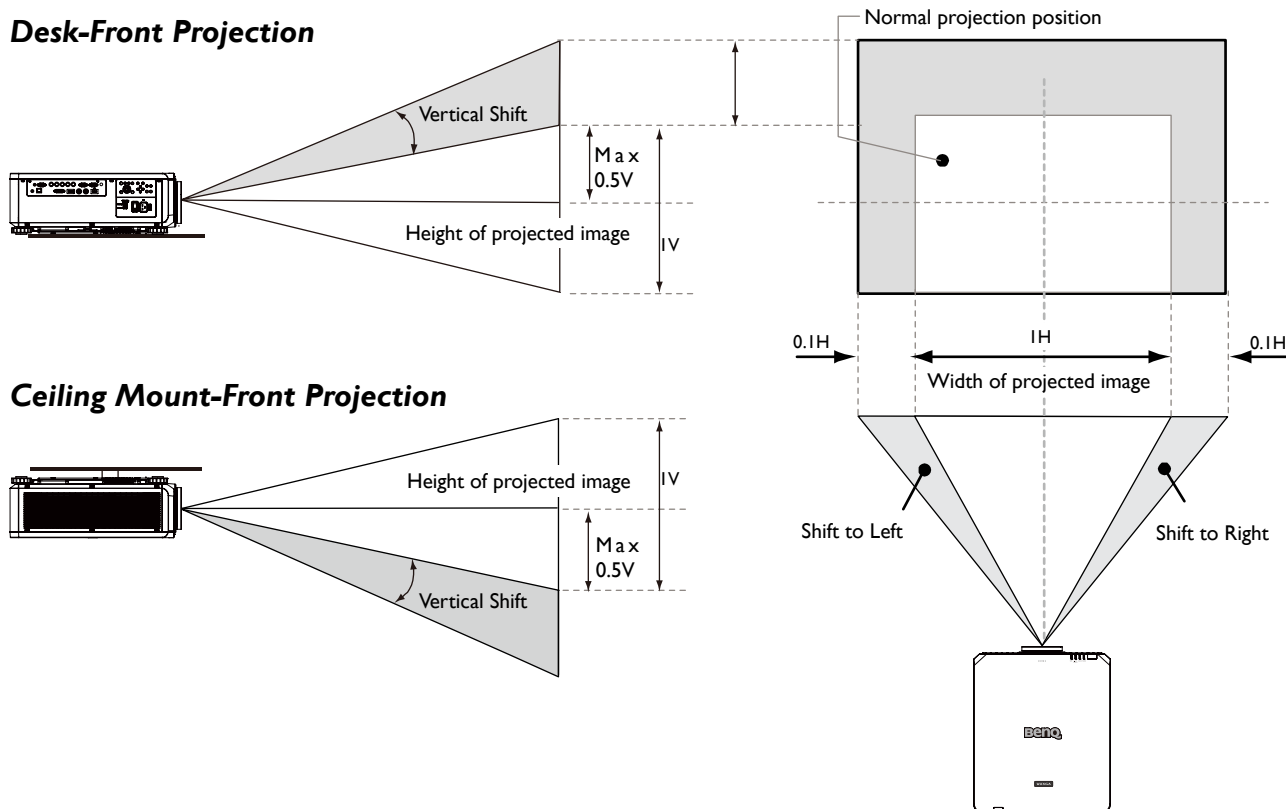 Desk-Front Projection
Normal projection position
Vertical Shift
Max
0.5V
Height of projected image
1V
0.1H
1H
0.1H
Width of projected image
Ceiling Mount-Front Projection
Height of projected image
1V
Max
0.5V
Vertical Shift
Shift to Left
Shift to Right
BenQ